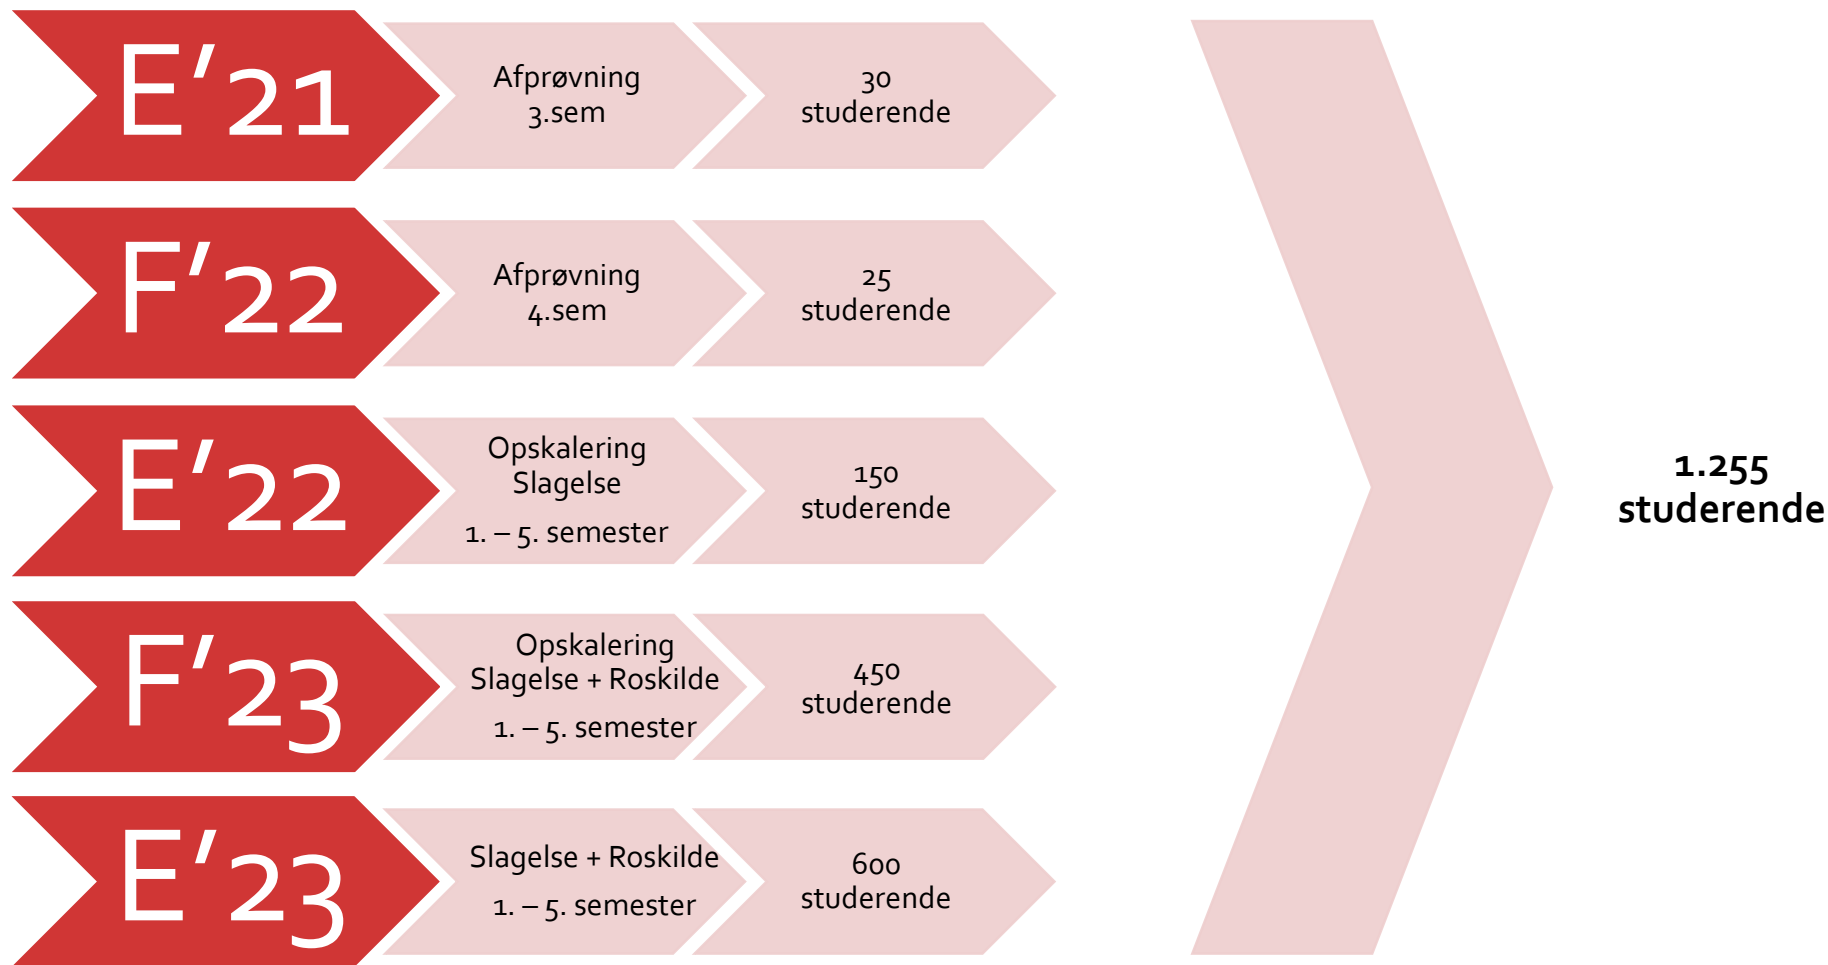 E’21
Afprøvning
3.sem
30
studerende
F’22
Afprøvning
4.sem
25
studerende
E’22
Opskalering
Slagelse
1. – 5. semester
150
studerende
F’23
Opskalering
Slagelse + Roskilde
1. – 5. semester
450
studerende
E’23
Slagelse + Roskilde
1. – 5. semester
600
studerende
1.255
studerende